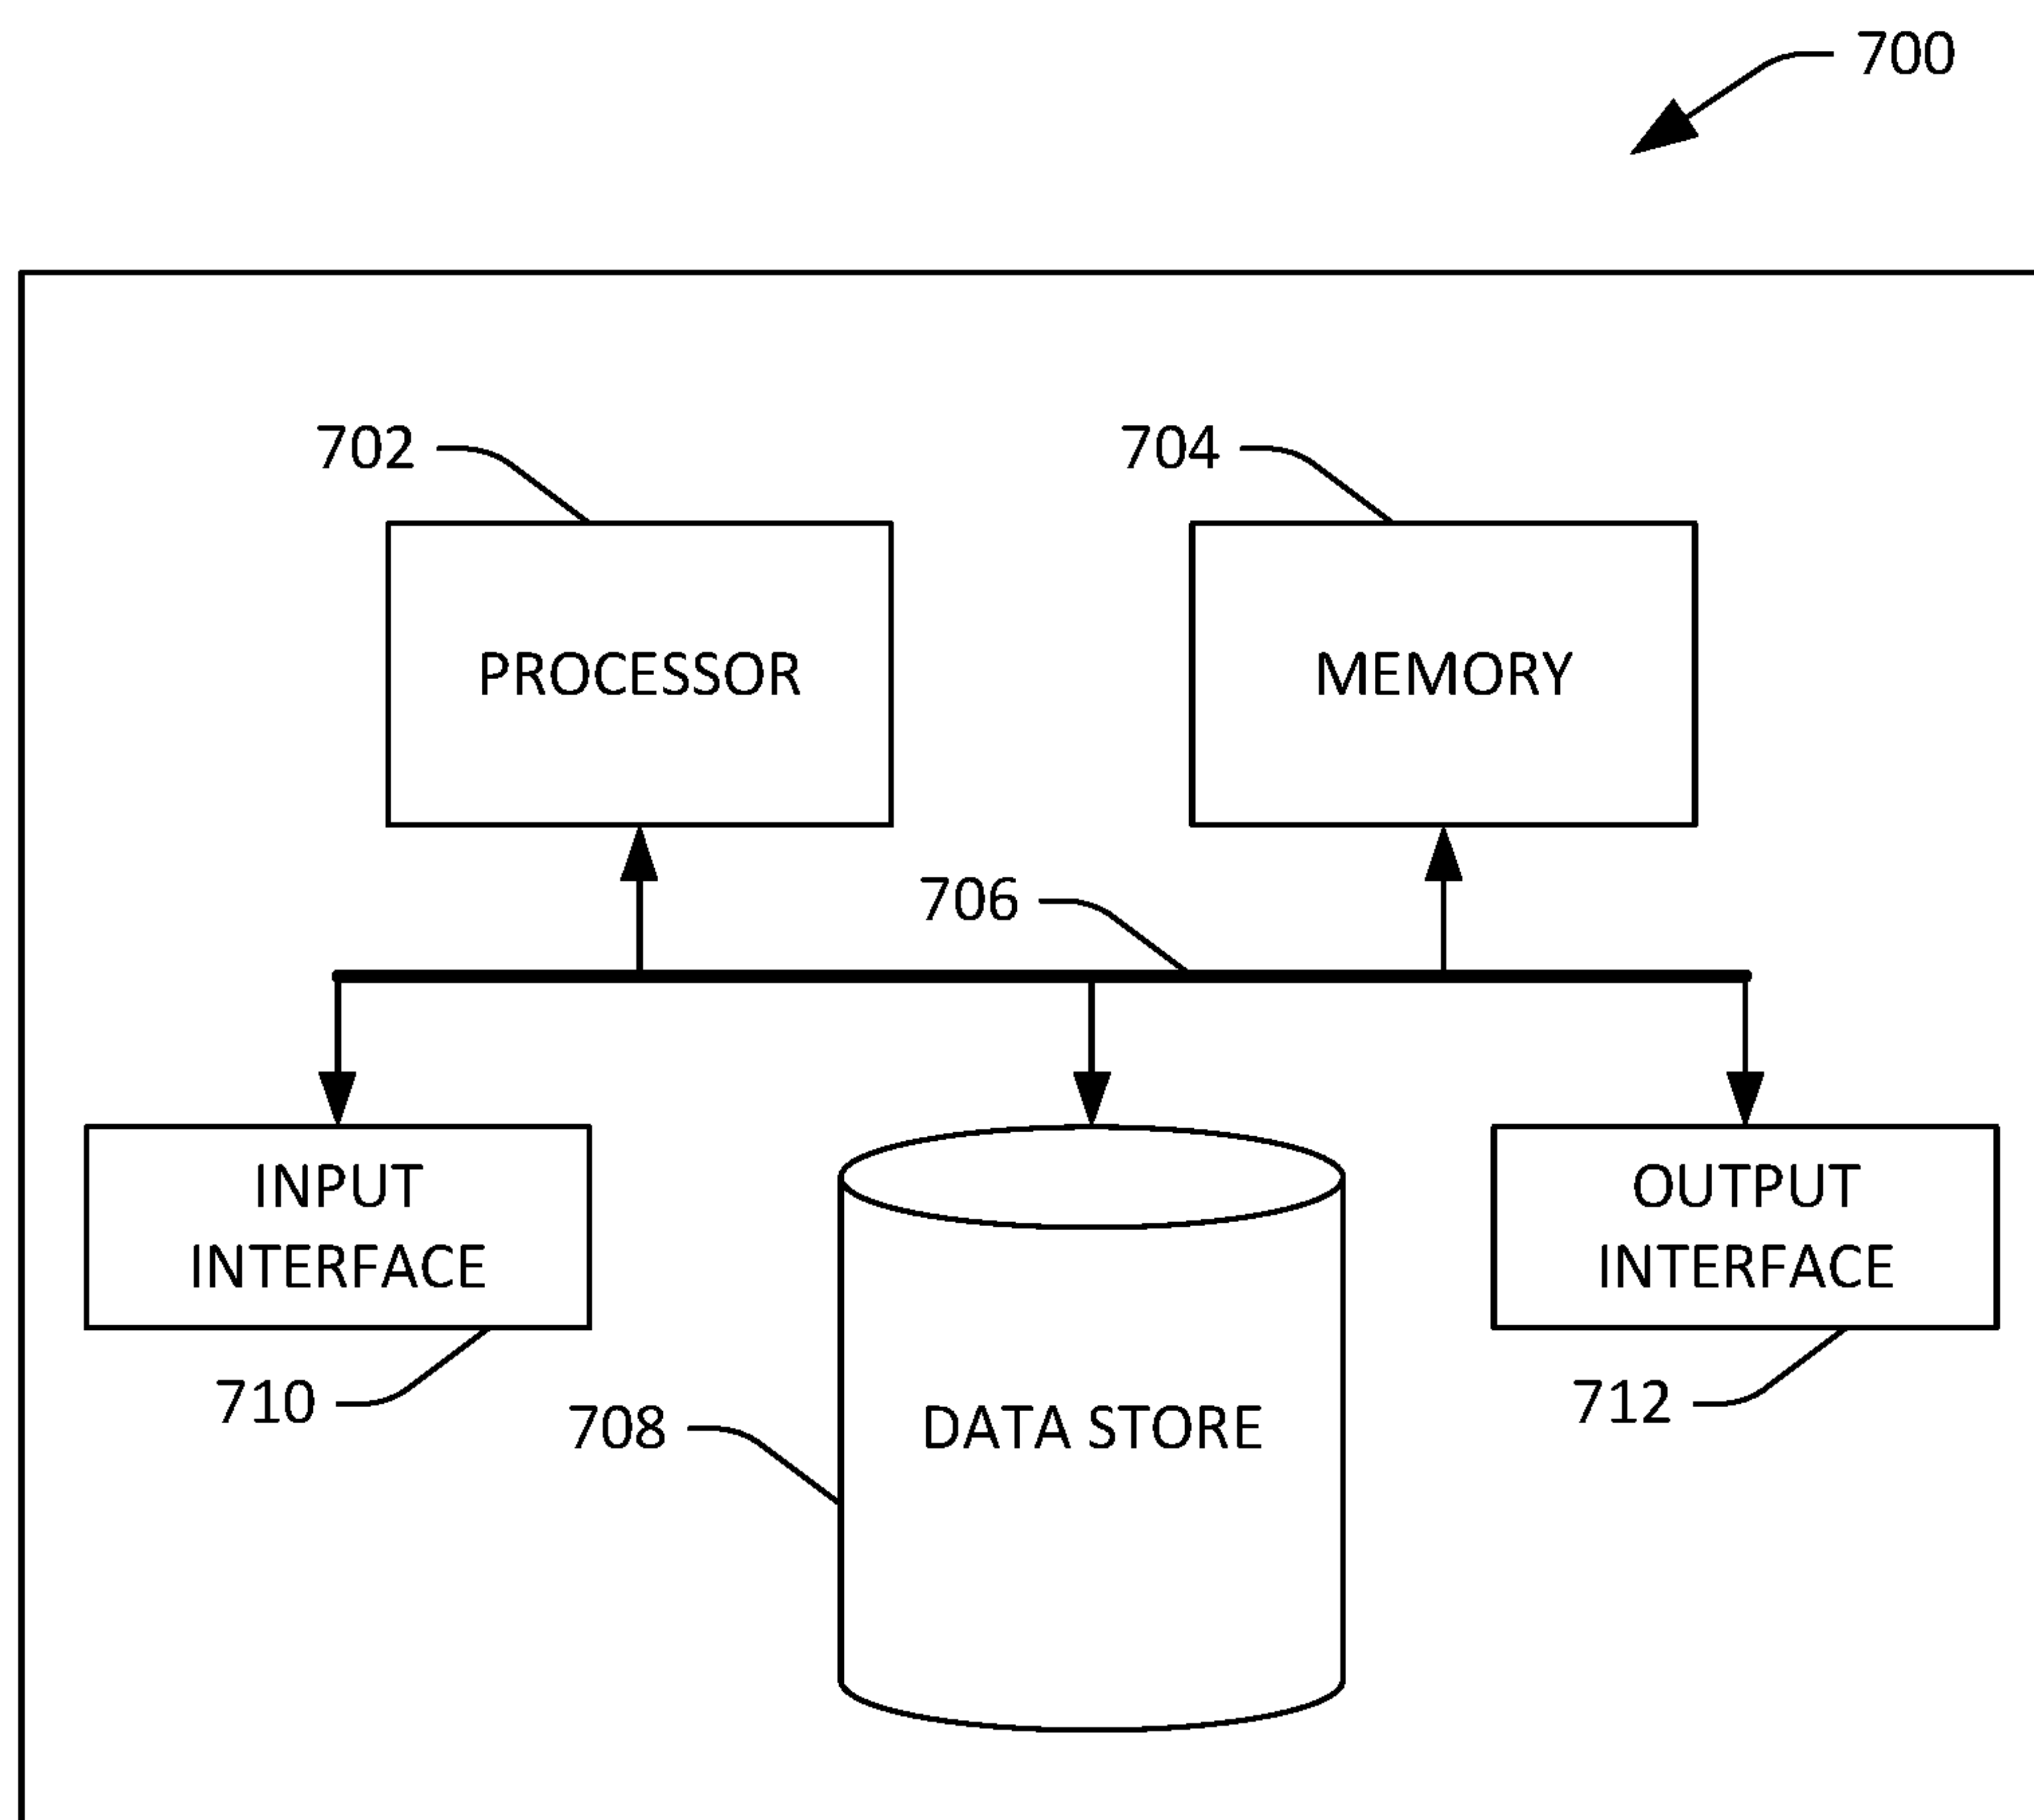 700
702
704
PROCESSOR
MEMORY
706
INPUT
INTERFACE
OUTPUT
INTERFACE
710
708
DATA STORE
712